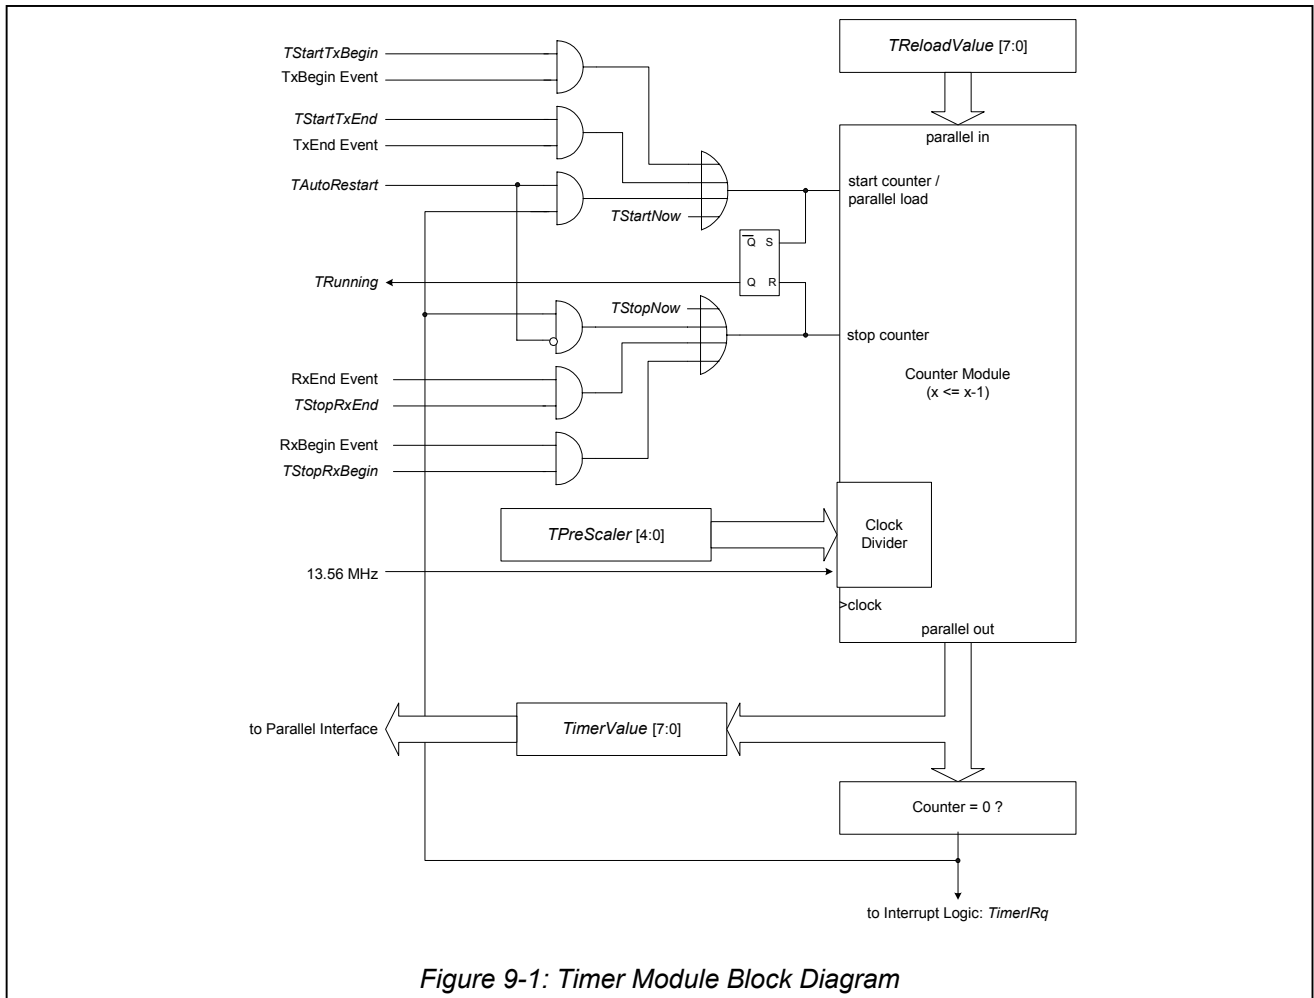 TReloadValue [7:0]
TStartTxBegin
TxBegin Event
TStartTxEnd
TxEnd Event
TAutoRestart
TStartNow
parallel in
start counter /
parallel load
Q S
Q R
TRunning
TStopNow
stop counter
Counter Module
(x <= x-1)
RxEnd Event
TStopRxEnd
RxBegin Event
TStopRxBegin
TPreScaler [4:0]
Clock
Divider
13.56 MHz
>clock
parallel out
to Parallel Interface
TimerValue [7:0]
Counter = 0 ?
to Interrupt Logic: TimerIRq
Figure 9-1: Timer Module Block Diagram